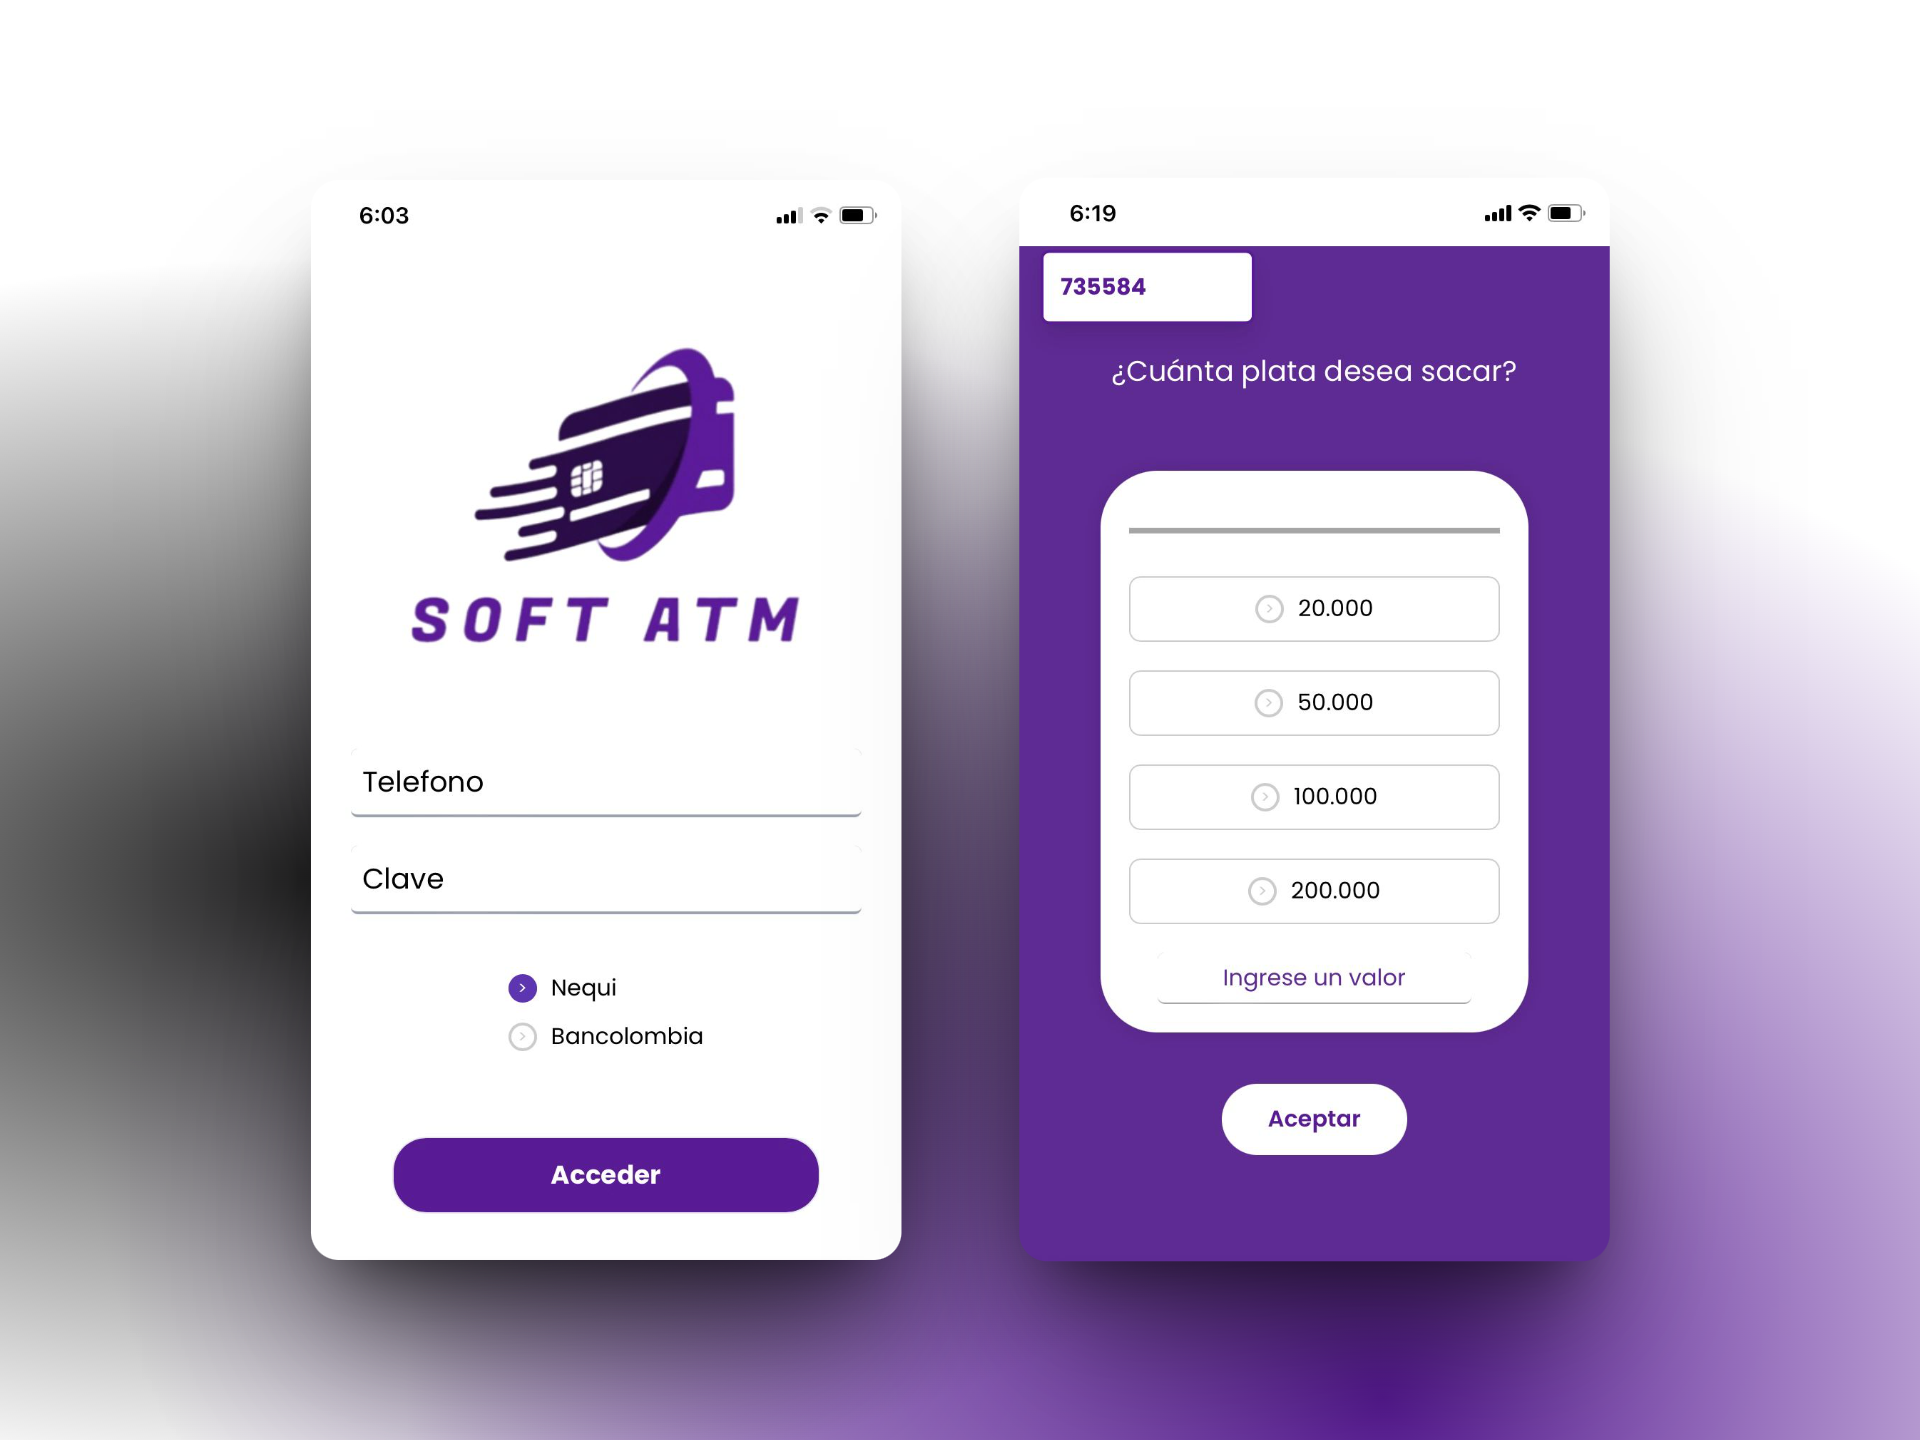 6:03
SOFT ATM
Telefono
Clave
Nequi
Bancolombia
Acceder
6:19
735584
¿Cuánta plata desea sacar?
20.000
50.000
100.000
200.000
Ingrese un valor
Aceptar